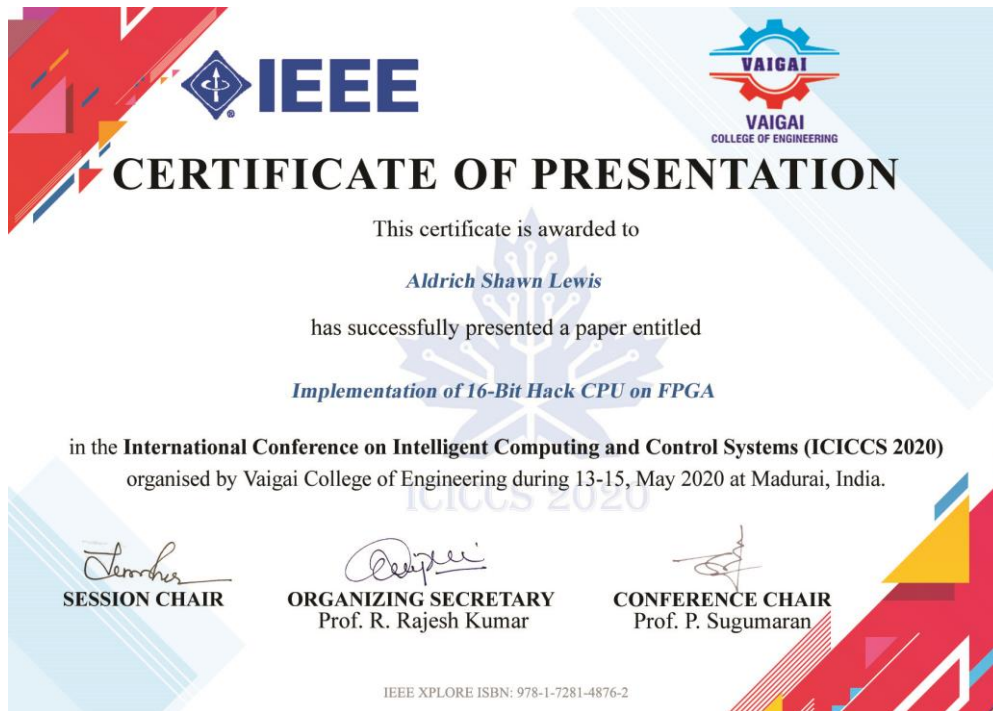 IEEE
VAIGAI
VAIGAI
COLLEGE OF ENGINEERING
CERTIFICATE OF PRESENTATION
This certificate is awarded to
Aldrich Shawn Lewis
has successfully presented a paper entitled
Implementation of 16-Bit Hack CPU on FPGA
in the International Conference on Intelligent Computing and Control Systems (ICICCS 2020)
organised by Vaigai College of Engineering during 13-15, May 2020 at Madurai, India.
ICICCS 2020
SESSION CHAIR
ORGANIZING SECRETARY
Prof. R. Rajesh Kumar
CONFERENCE CHAIR
Prof. P. Sugumaran
IEEE XPLORE ISBN: 978-1-7281-4876-2